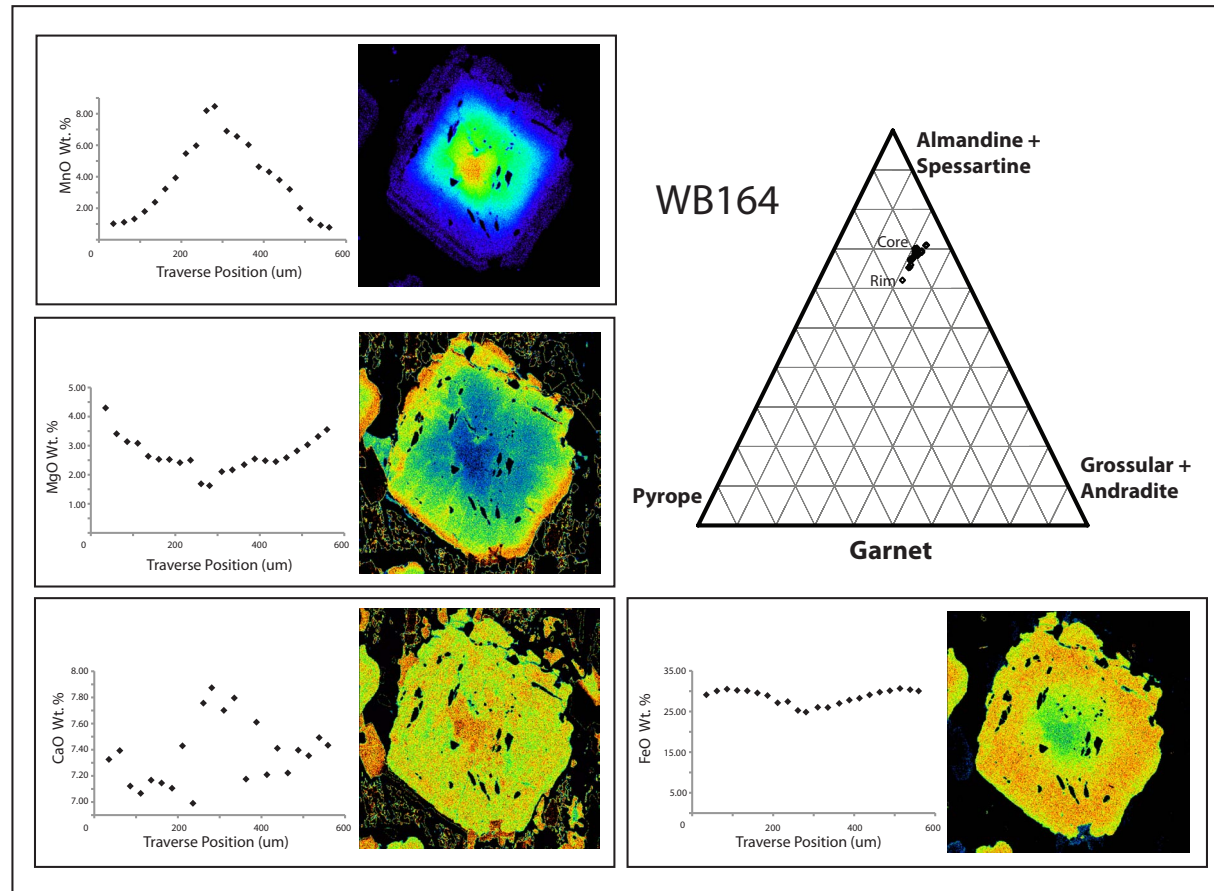 MnO Wt. %
8.00
6.00
4.00
2.00
0
200
400
600
Traverse Position (um)
WB164
Almandine +
Spessartine
Core
Rim
Pyrope
Grossular +
Andradite
Garnet
MgO Wt. %
5.00
4.00
3.00
2.00
1.00
0
200
400
600
Traverse Position (um)
CaO Wt. %
8.00
7.80
7.60
7.40
7.20
7.00
0
200
400
600
Traverse Position (um)
FeO Wt. %
35.00
25.00
15.00
5.00
0
200
400
600
Traverse Position (um)